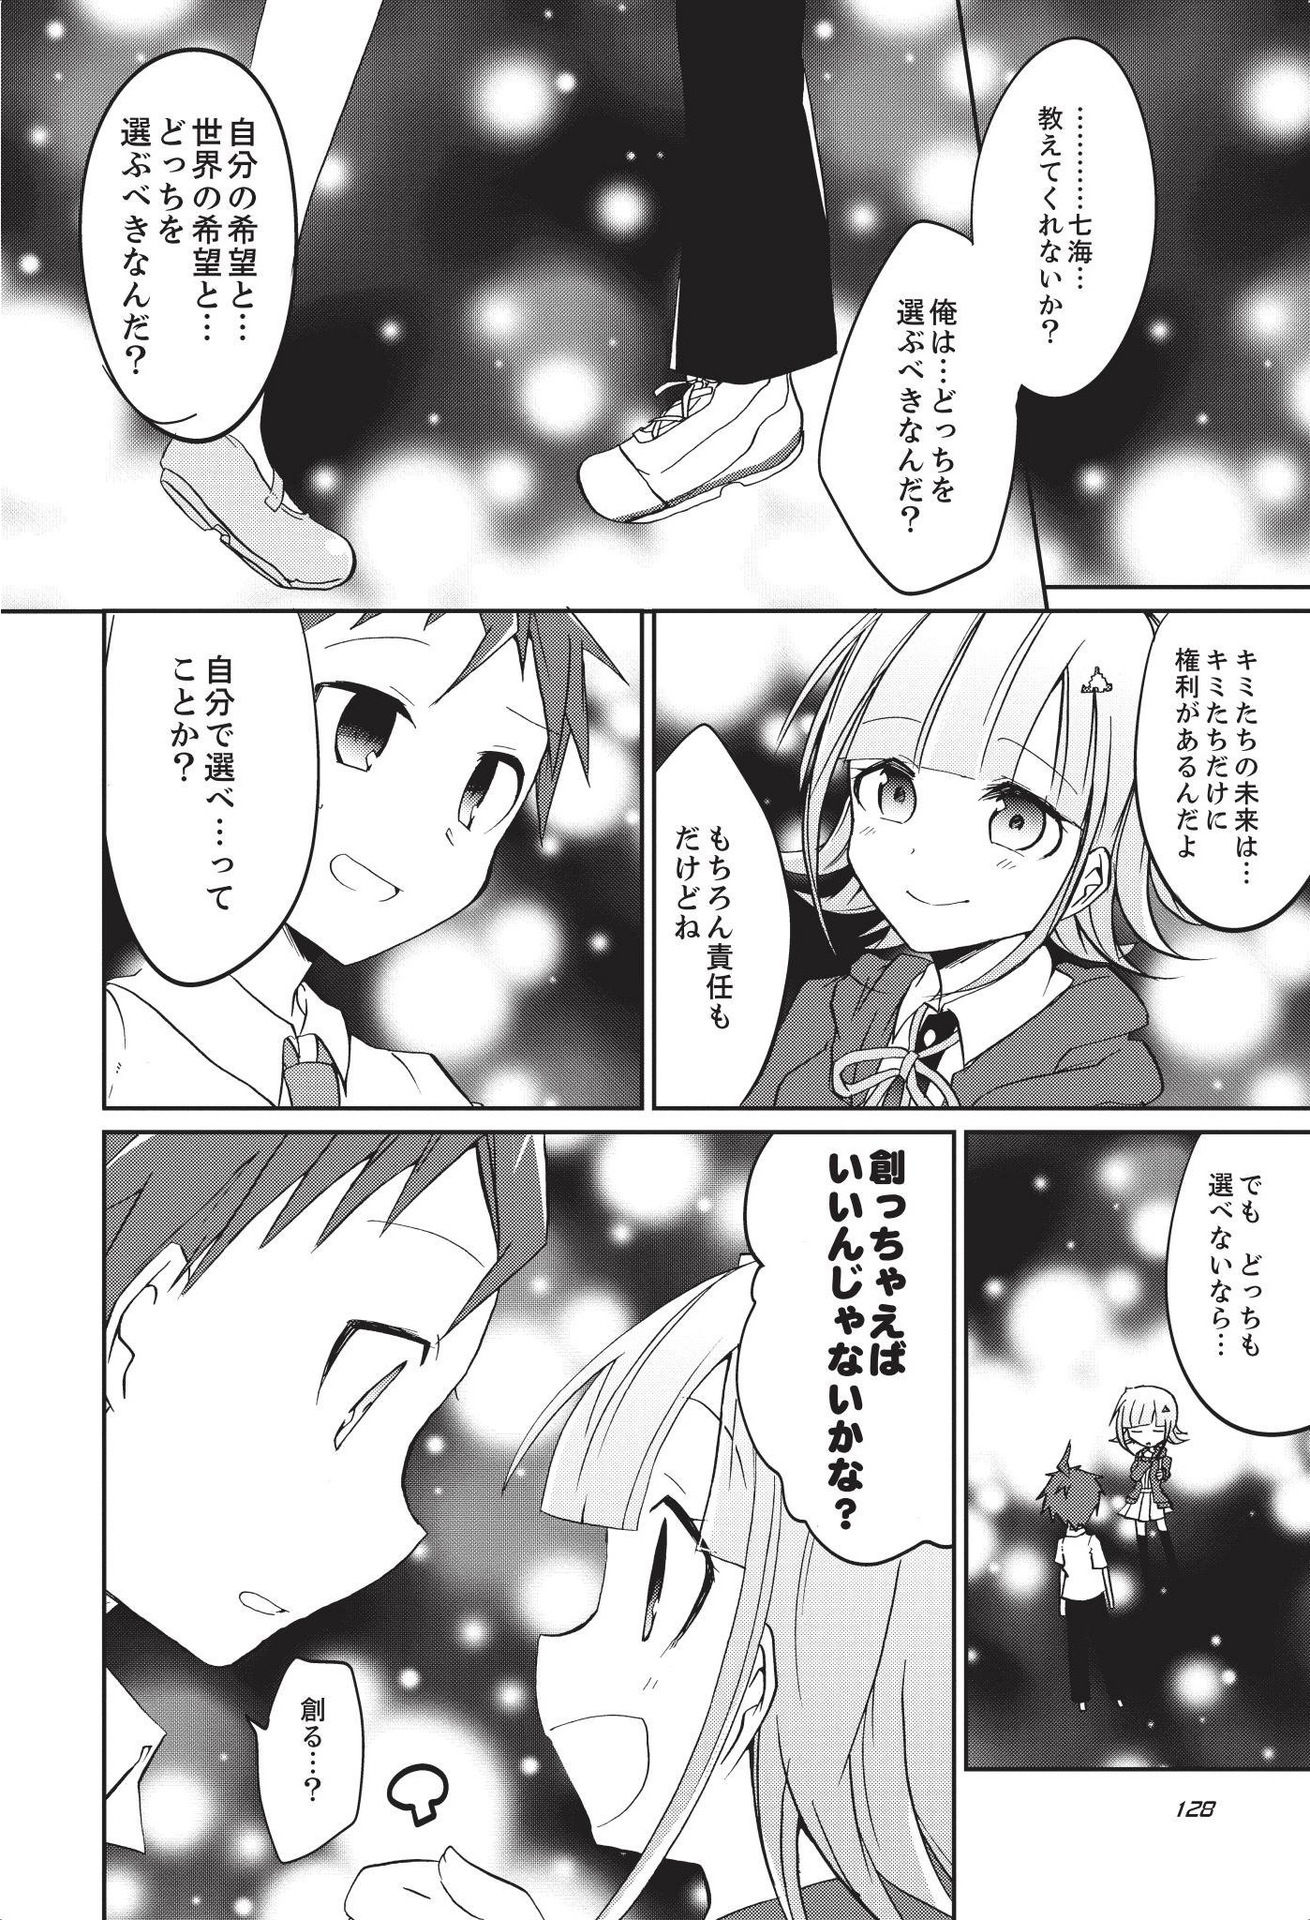 …………七海…
教えてくれないか？
俺は…どっちを
選ぶべきなんだ？
自分の希望と…
世界の希望と…
どっちを
選ぶべきなんだ？
キミたちの未来は…
キミたちだけに
権利があるんだよ
もちろん責任も
だけどね
自分で選べ…って
ことか？
でも　どっちも
選べないなら…
創っちゃえば
いいんじゃないかな？
創る…？
128